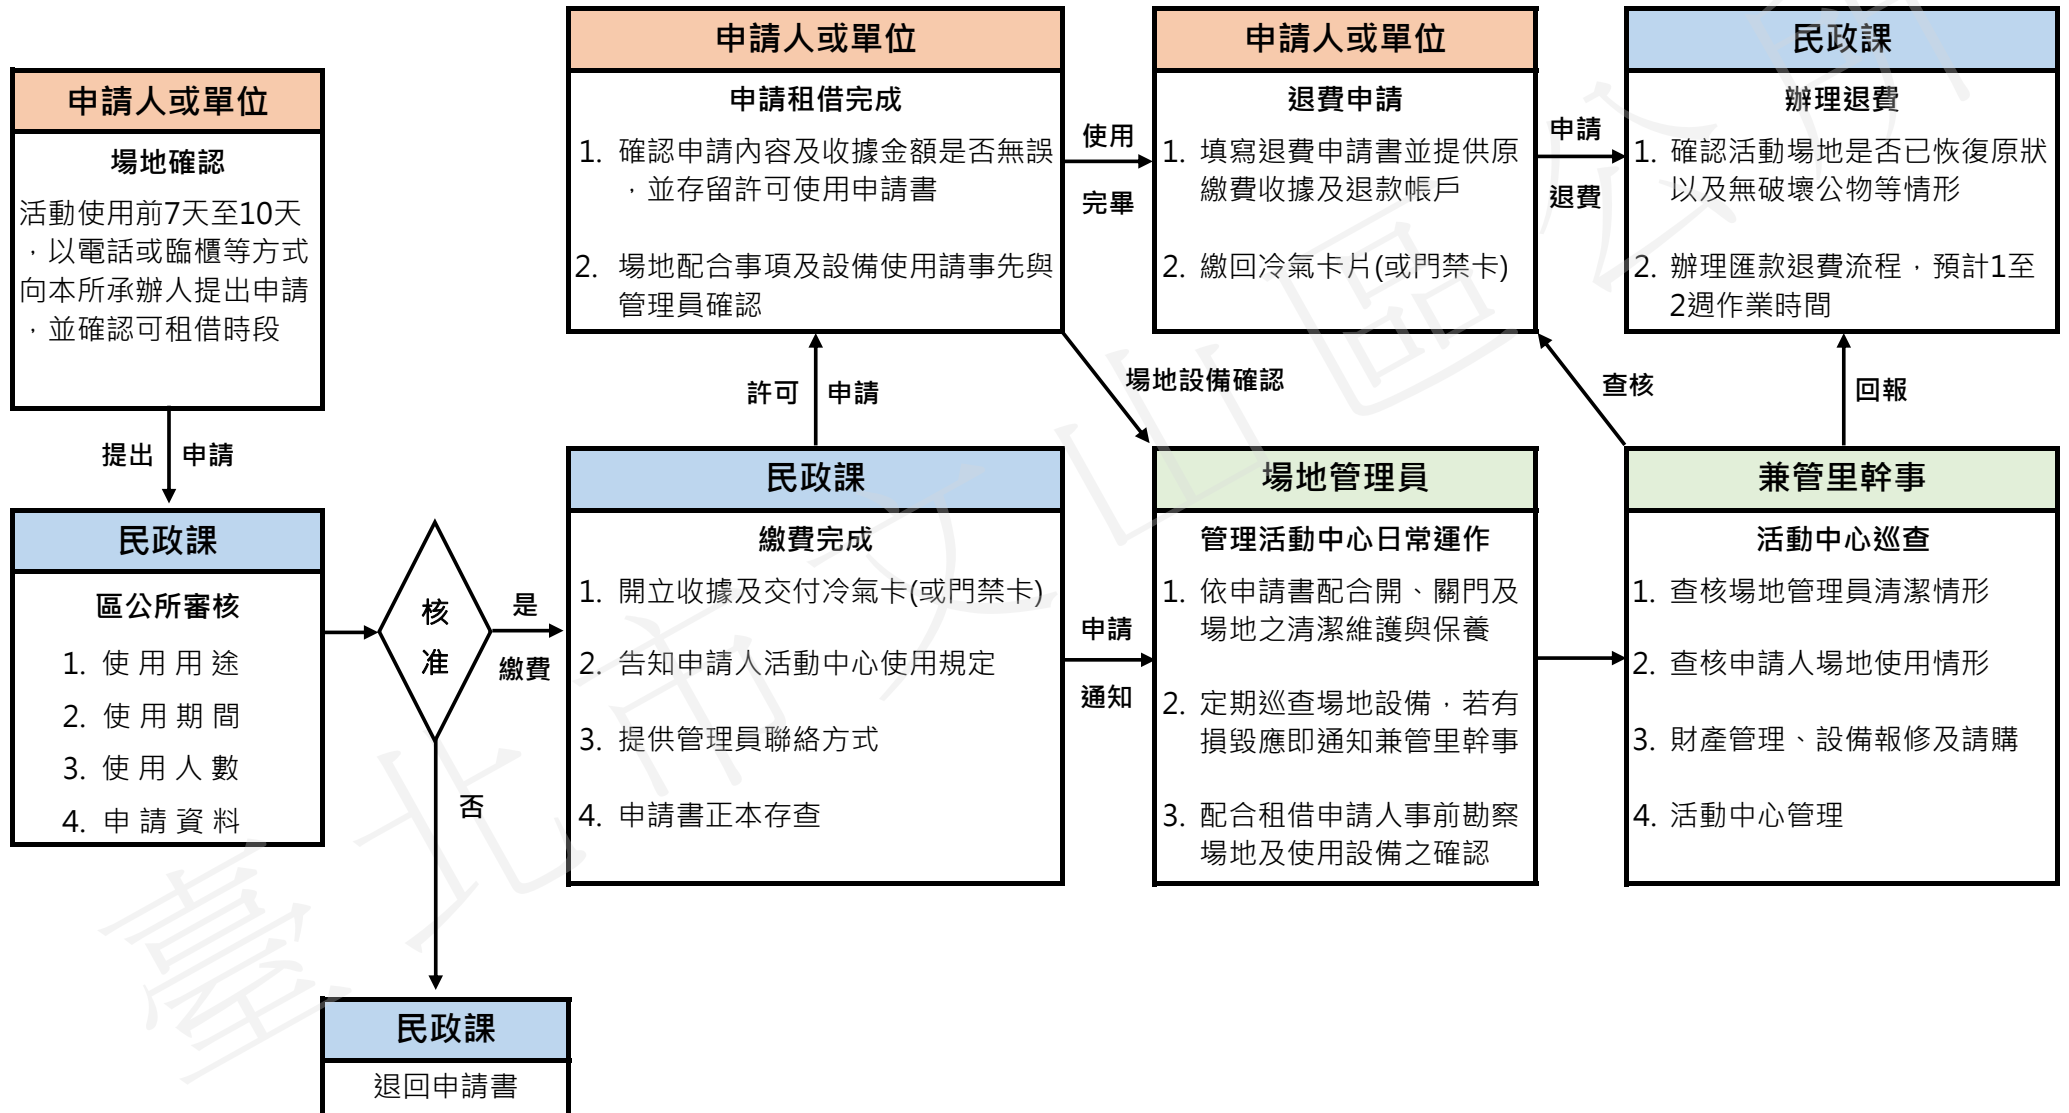 申請人或單位
場地確認
活動使用前7天至10天
，以電話或臨櫃等方式
向本所承辦人提出申請
，並確認可租借時段
提出 申請
民政課
區公所審核
1. 使用用途
2. 使用期間
3. 使用人數
4. 申請資料
核
准
是
繳費
否
民政課
退回申請書
申請人或單位
申請租借完成
1. 確認申請內容及收據金額是否無誤
，並存留許可使用申請書
2. 場地配合事項及設備使用請事先與
管理員確認
許可 申請
民政課
繳費完成
1. 開立收據及交付冷氣卡(或門禁卡)
2. 告知申請人活動中心使用規定
3. 提供管理員聯絡方式
4. 申請書正本存查
使用
完畢
場地設備確認
申請
通知
申請人或單位
退費申請
1. 填寫退費申請書並提供原
繳費收據及退款帳戶
2. 繳回冷氣卡片(或門禁卡)
場地管理員
管理活動中心日常運作
1. 依申請書配合開、關門及
場地之清潔維護與保養
2. 定期巡查場地設備，若有
損毀應即通知兼管里幹事
3. 配合租借申請人事前勘察
場地及使用設備之確認
申請
退費
查核
回報
民政課
辦理退費
1. 確認活動場地是否已恢復原狀
以及無破壞公物等情形
2. 辦理匯款退費流程，預計1至
2週作業時間
兼管里幹事
活動中心巡查
1. 查核場地管理員清潔情形
2. 查核申請人場地使用情形
3. 財產管理、設備報修及請購
4. 活動中心管理
臺北市文山區公所